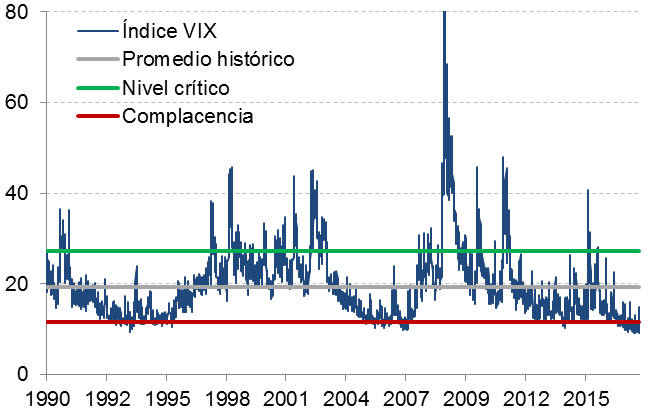 80
60
40
20
0
Índice VIX
Promedio histórico
Nivel crítico
Complacencia
1990 1992 1995 1998 2001 2004 2007 2009 2012 2015